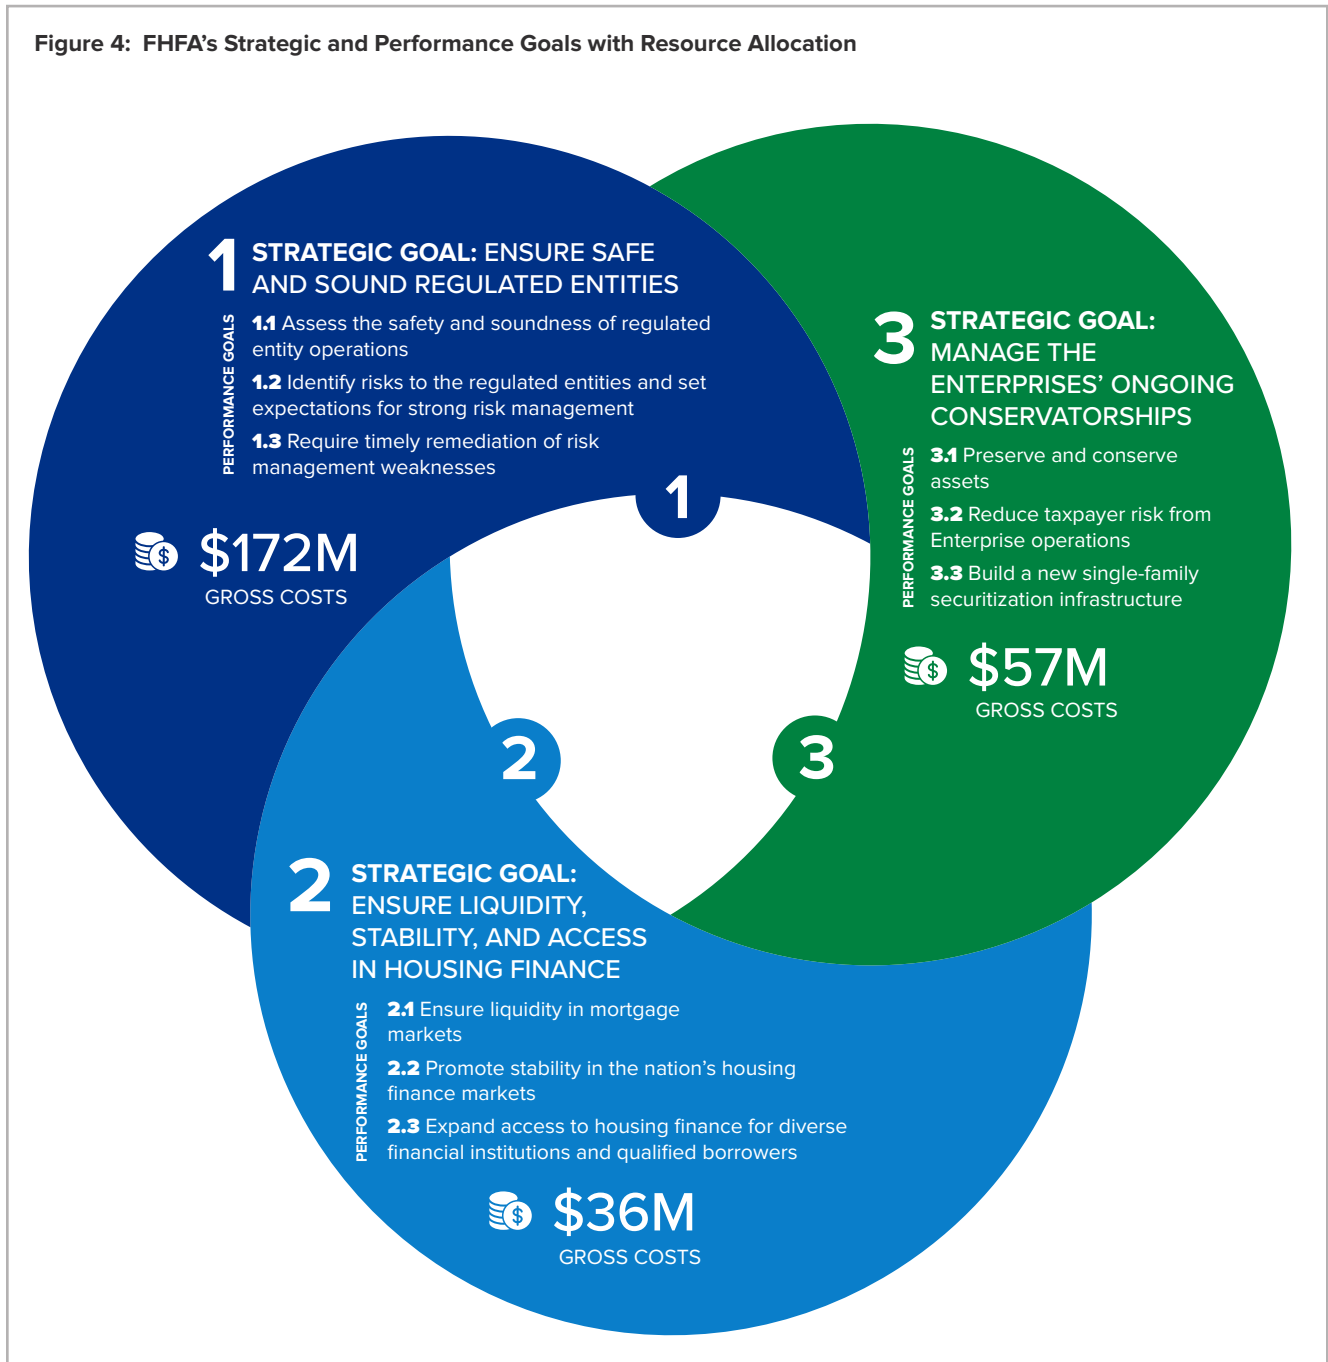 Figure 4: FHFA’s Strategic and Performance Goals with Resource Allocation
1
STRATEGIC GOAL: ENSURE SAFE
AND SOUND REGULATED ENTITIES
PERFORMANCE GOALS
1.1 Assess the safety and soundness of regulated
entity operations
1.2 Identify risks to the regulated entities and set
expectations for strong risk management
1.3 Require timely remediation of risk
management weaknesses
$172M
GROSS COSTS
1
3
STRATEGIC GOAL:
MANAGE THE
ENTERPRISES’ ONGOING
CONSERVATORSHIPS
PERFORMANCE GOALS
3.1 Preserve and conserve
assets
3.2 Reduce taxpayer risk from
Enterprise operations
3.3 Build a new single-family
securitization infrastructure
$57M
GROSS COSTS
2
3
2
STRATEGIC GOAL:
ENSURE LIQUIDITY,
STABILITY, AND ACCESS
IN HOUSING FINANCE
PERFORMANCE GOALS
2.1 Ensure liquidity in mortgage
markets
2.2 Promote stability in the nation’s housing
finance markets
2.3 Expand access to housing finance for diverse
financial institutions and qualified borrowers
$36M
GROSS COSTS